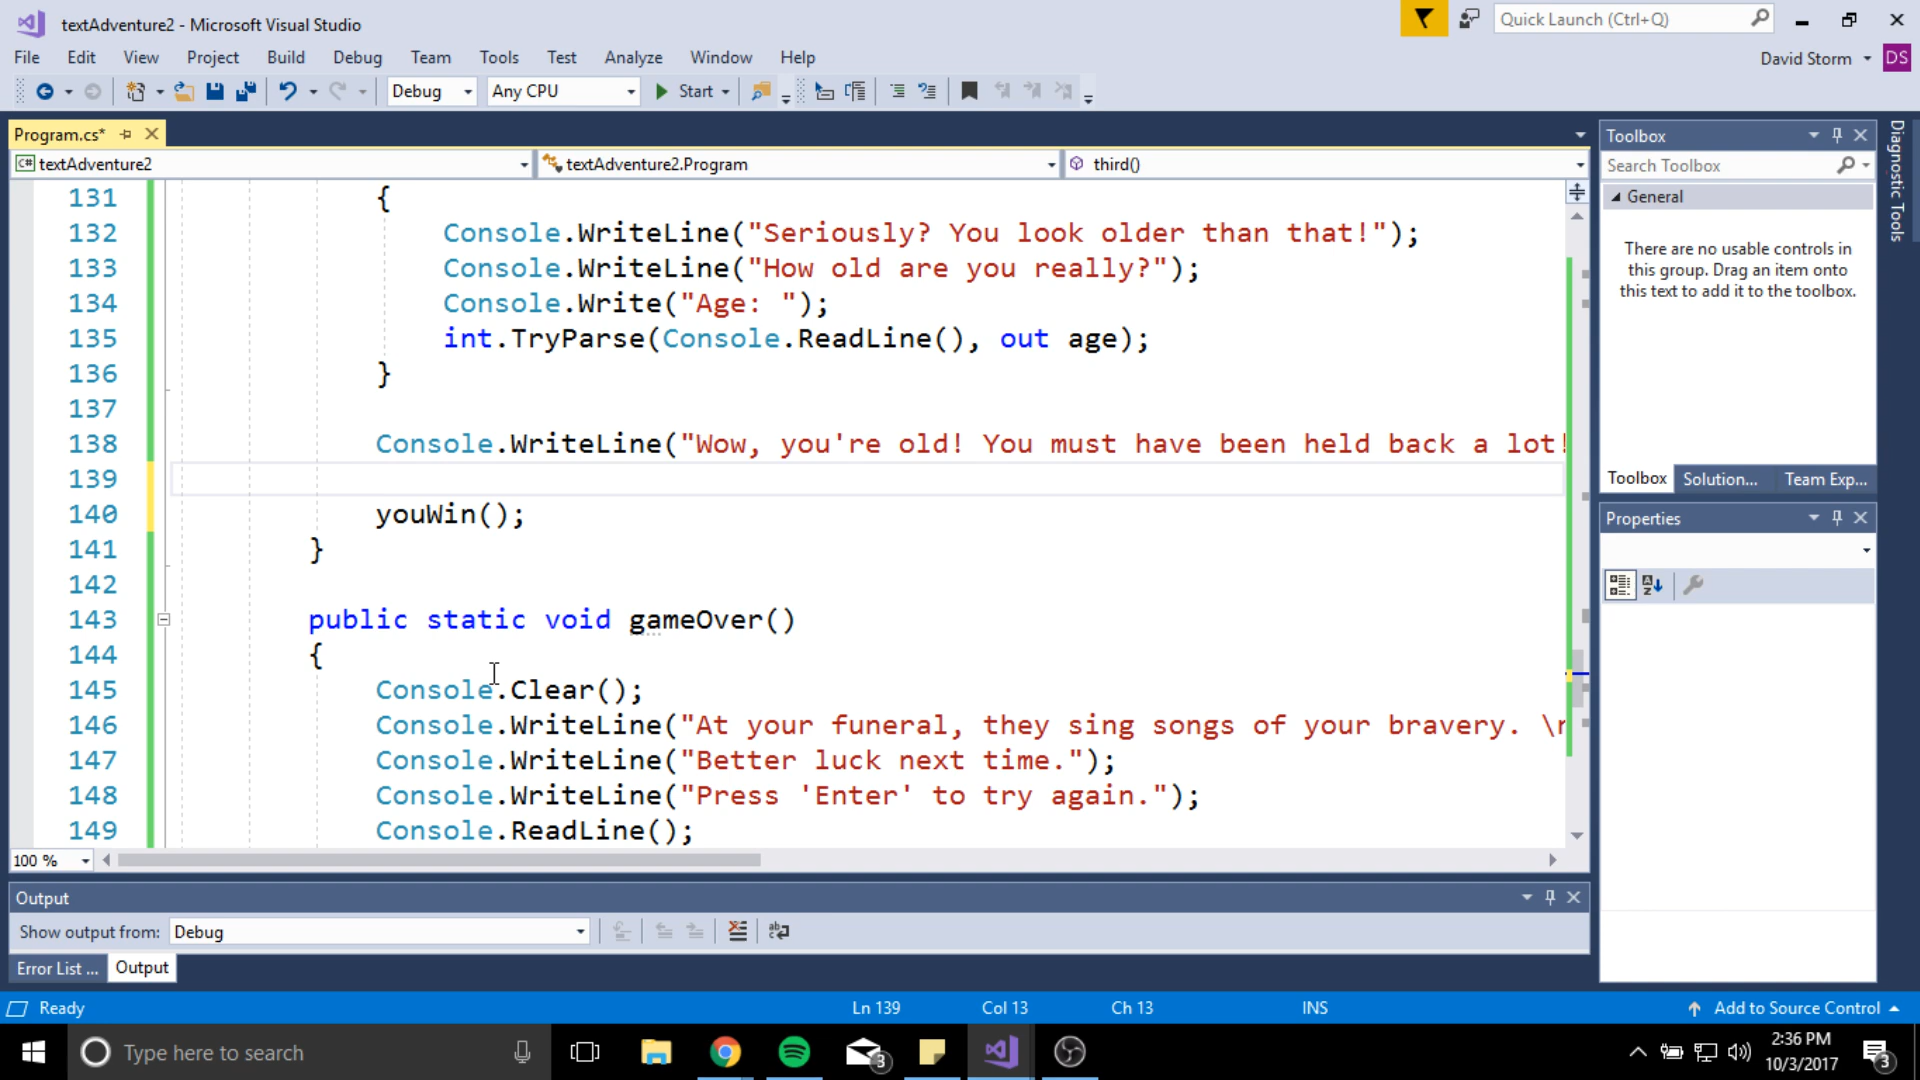 textAdventure2 - Microsoft Visual Studio
Quick Launch (Ctrl+Q)
File Edit View Project Build Debug Team Tools Test Analyze Window Help
David Storm DS
Debug Any CPU Start
Program.cs*
C# textAdventure2 textAdventure2.Program third()
131 {
132 Console.WriteLine("Seriously? You look older than that!");
133 Console.WriteLine("How old are you really?");
134 Console.Write("Age: ");
135 int.TryParse(Console.ReadLine(), out age);
136 }
137
138 Console.WriteLine("Wow, you're old! You must have been held back a lot!
139
140 youWin();
141 }
142
143 public static void gameOver()
144 {
145 Console.Clear();
146 Console.WriteLine("At your funeral, they sing songs of your bravery. \n
147 Console.WriteLine("Better luck next time.");
148 Console.WriteLine("Press 'Enter' to try again.");
149 Console.ReadLine();
100 %
Toolbox
Search Toolbox
General
There are no usable controls in
this group. Drag an item onto
this text to add it to the toolbox.
Toolbox Solution... Team Exp...
Properties
Diagnostic Tools
Output
Show output from: Debug
Error List ... Output
Ready Ln 139 Col 13 Ch 13 INS Add to Source Control
Type here to search
3
2:36 PM
10/3/2017
3